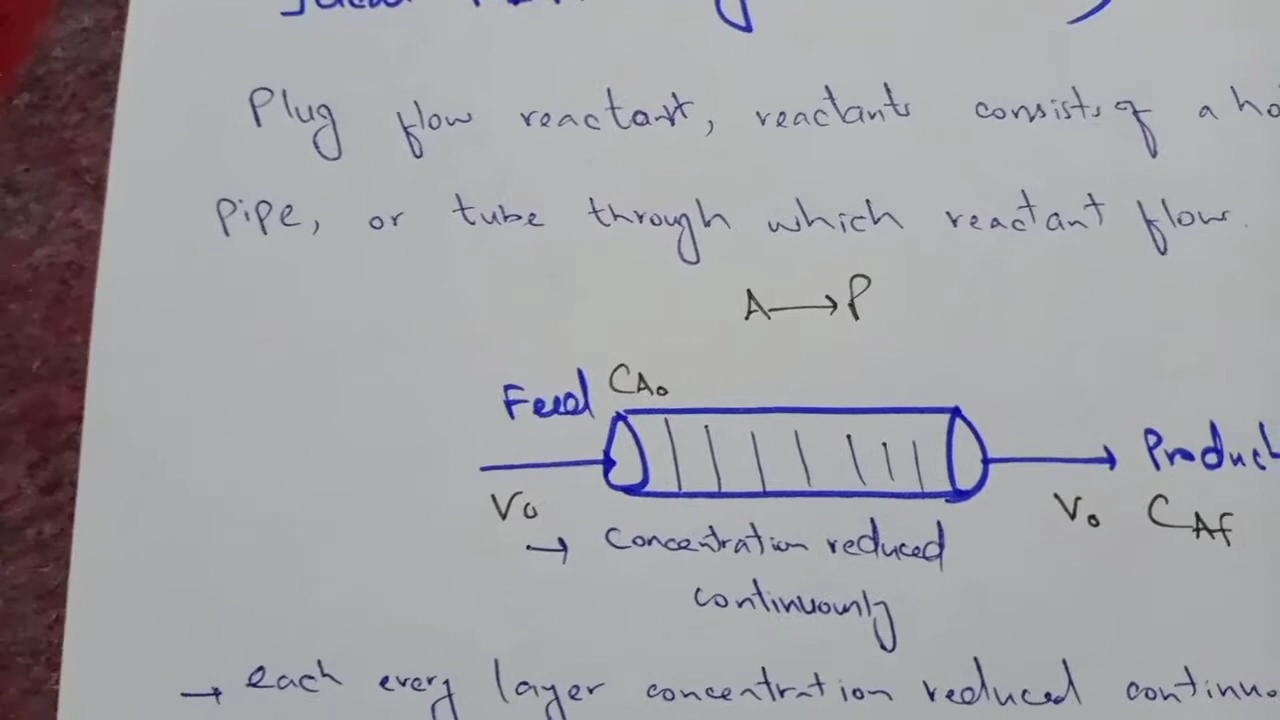 Plug flow reactant, reactants consists of a
pipe, or tube through which reactant flow.
A → P
Feed CA0
V0
Product
V0 CAf
→ Concentration reduced
continuously
→ each every layer concentration reduced